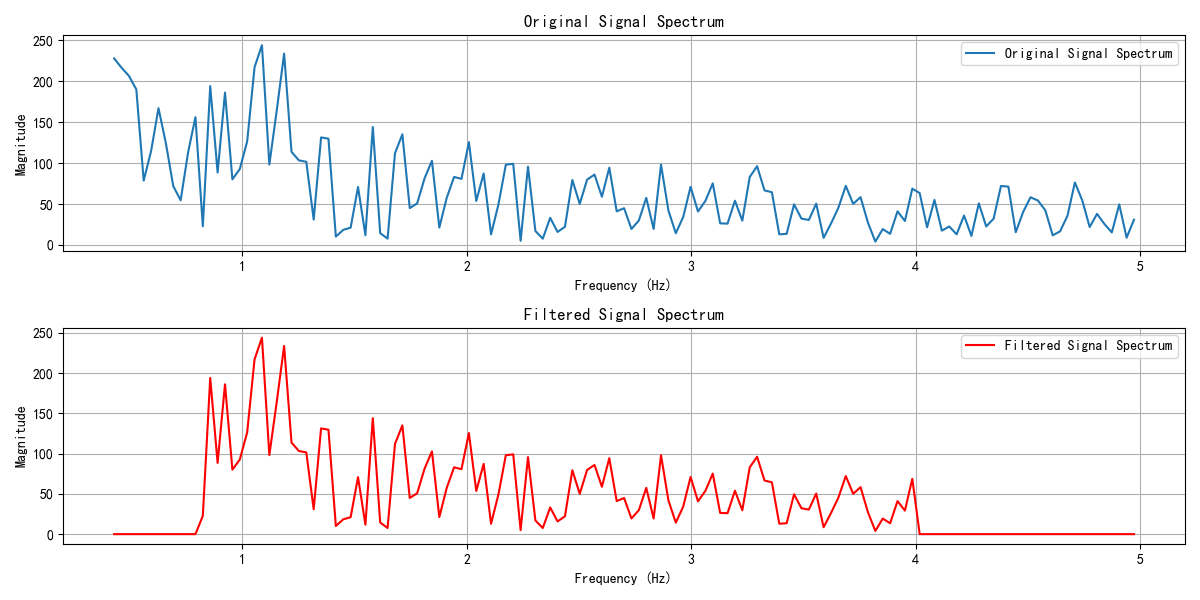 Original Signal Spectrum
Original Signal Spectrum
250
200
150
100
50
0
Magnitude
1
2
3
4
5
Frequency (Hz)
Filtered Signal Spectrum
Filtered Signal Spectrum
250
200
150
100
50
0
Magnitude
1
2
3
4
5
Frequency (Hz)